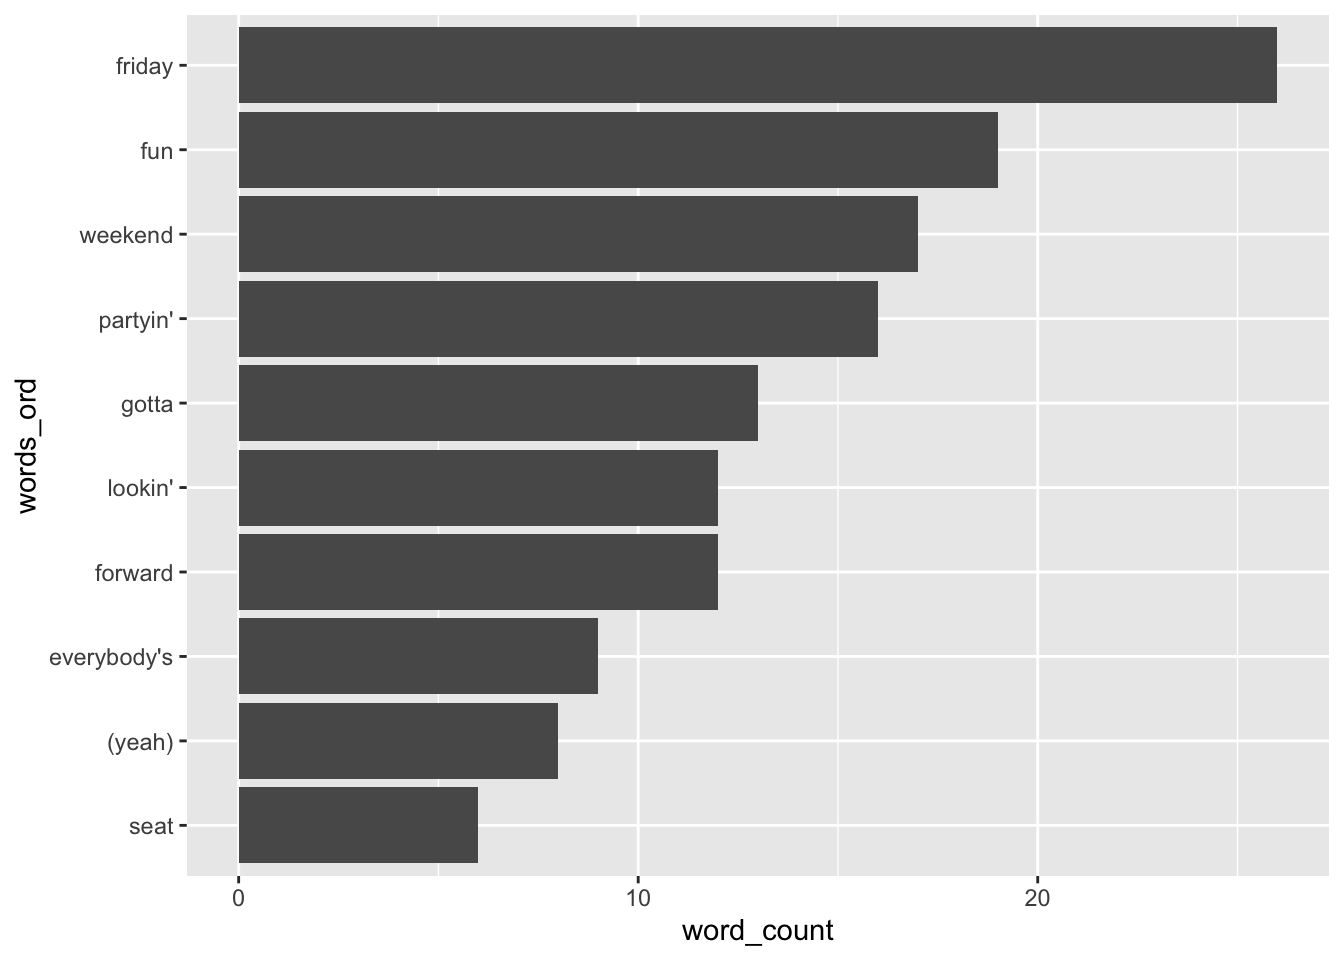 friday
fun
weekend
partyin'
gotta
lookin'
forward
everybody's
(yeah)
seat
words_ord
0 10 20
word_count